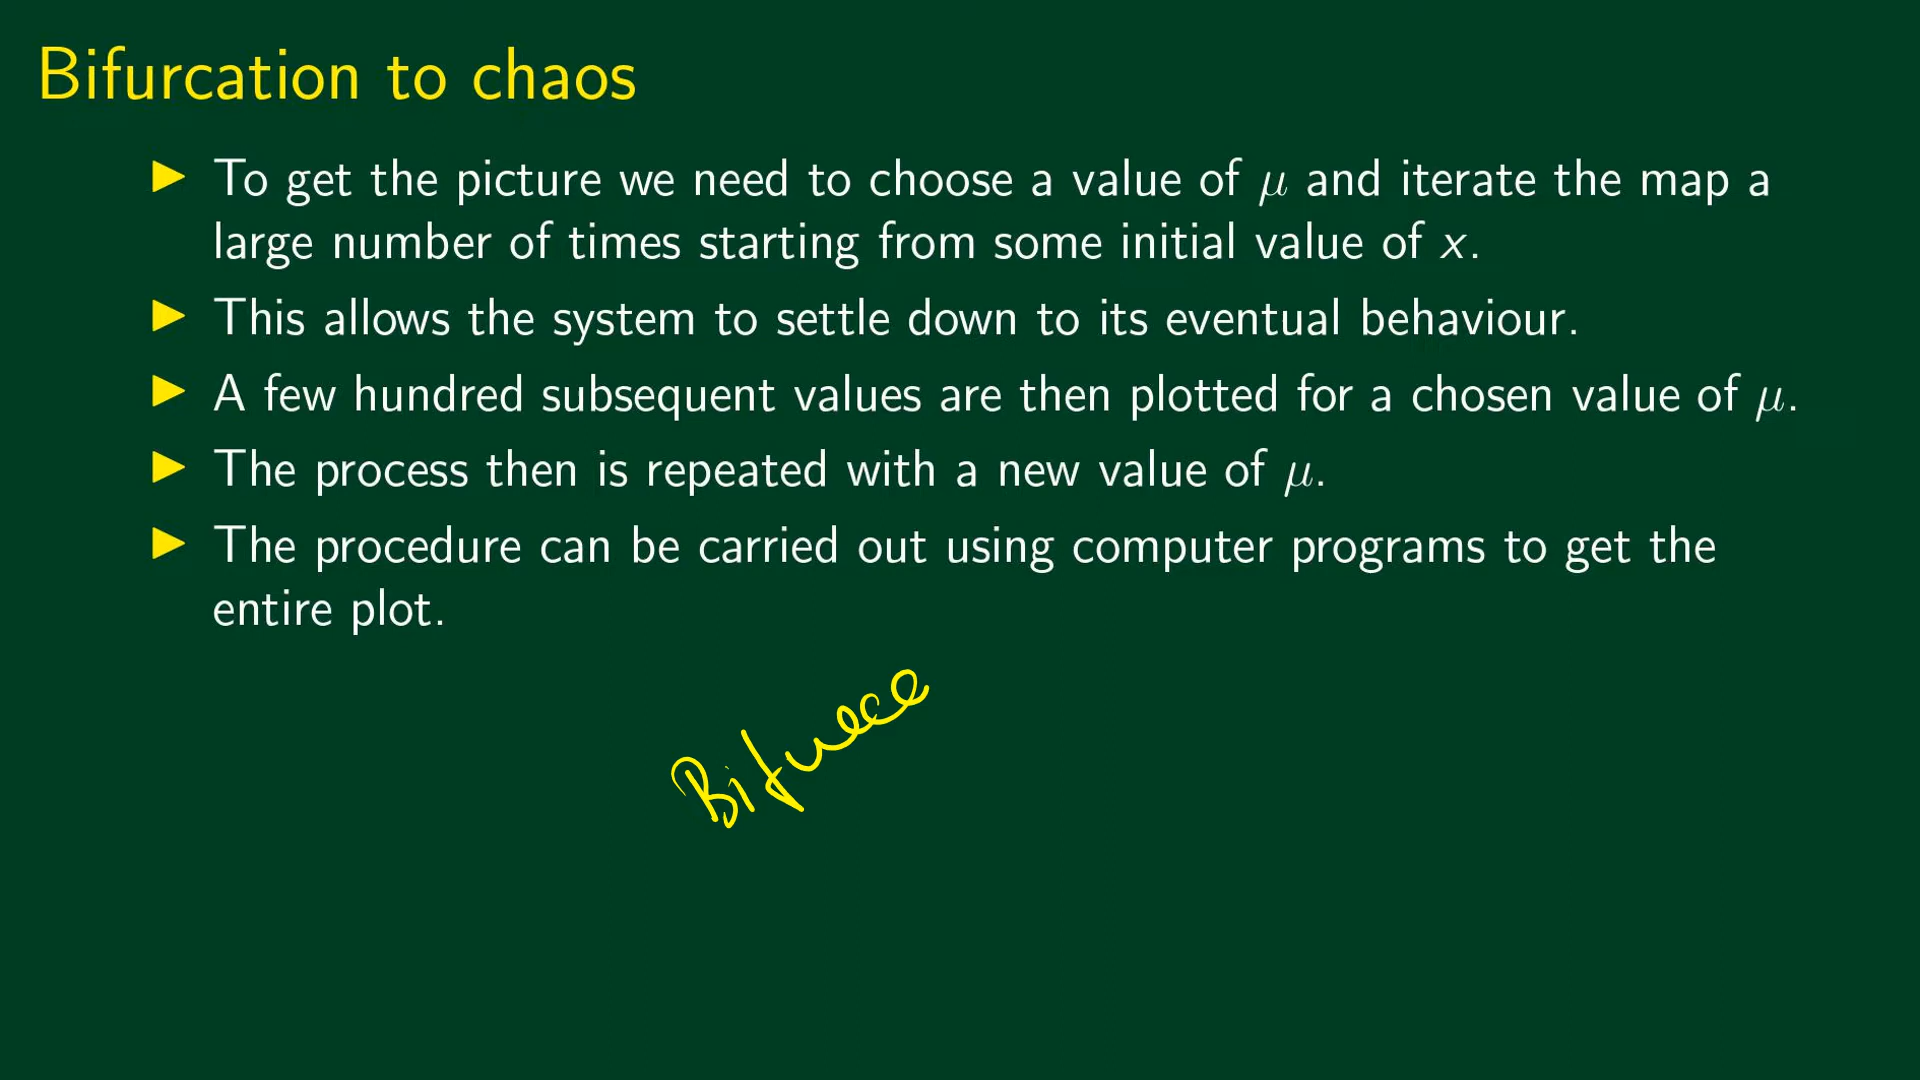 Bifurcation to chaos
▶ To get the picture we need to choose a value of μ and iterate the map a
large number of times starting from some initial value of x.
▶ This allows the system to settle down to its eventual behaviour.
▶ A few hundred subsequent values are then plotted for a chosen value of μ.
▶ The process then is repeated with a new value of μ.
▶ The procedure can be carried out using computer programs to get the
entire plot.